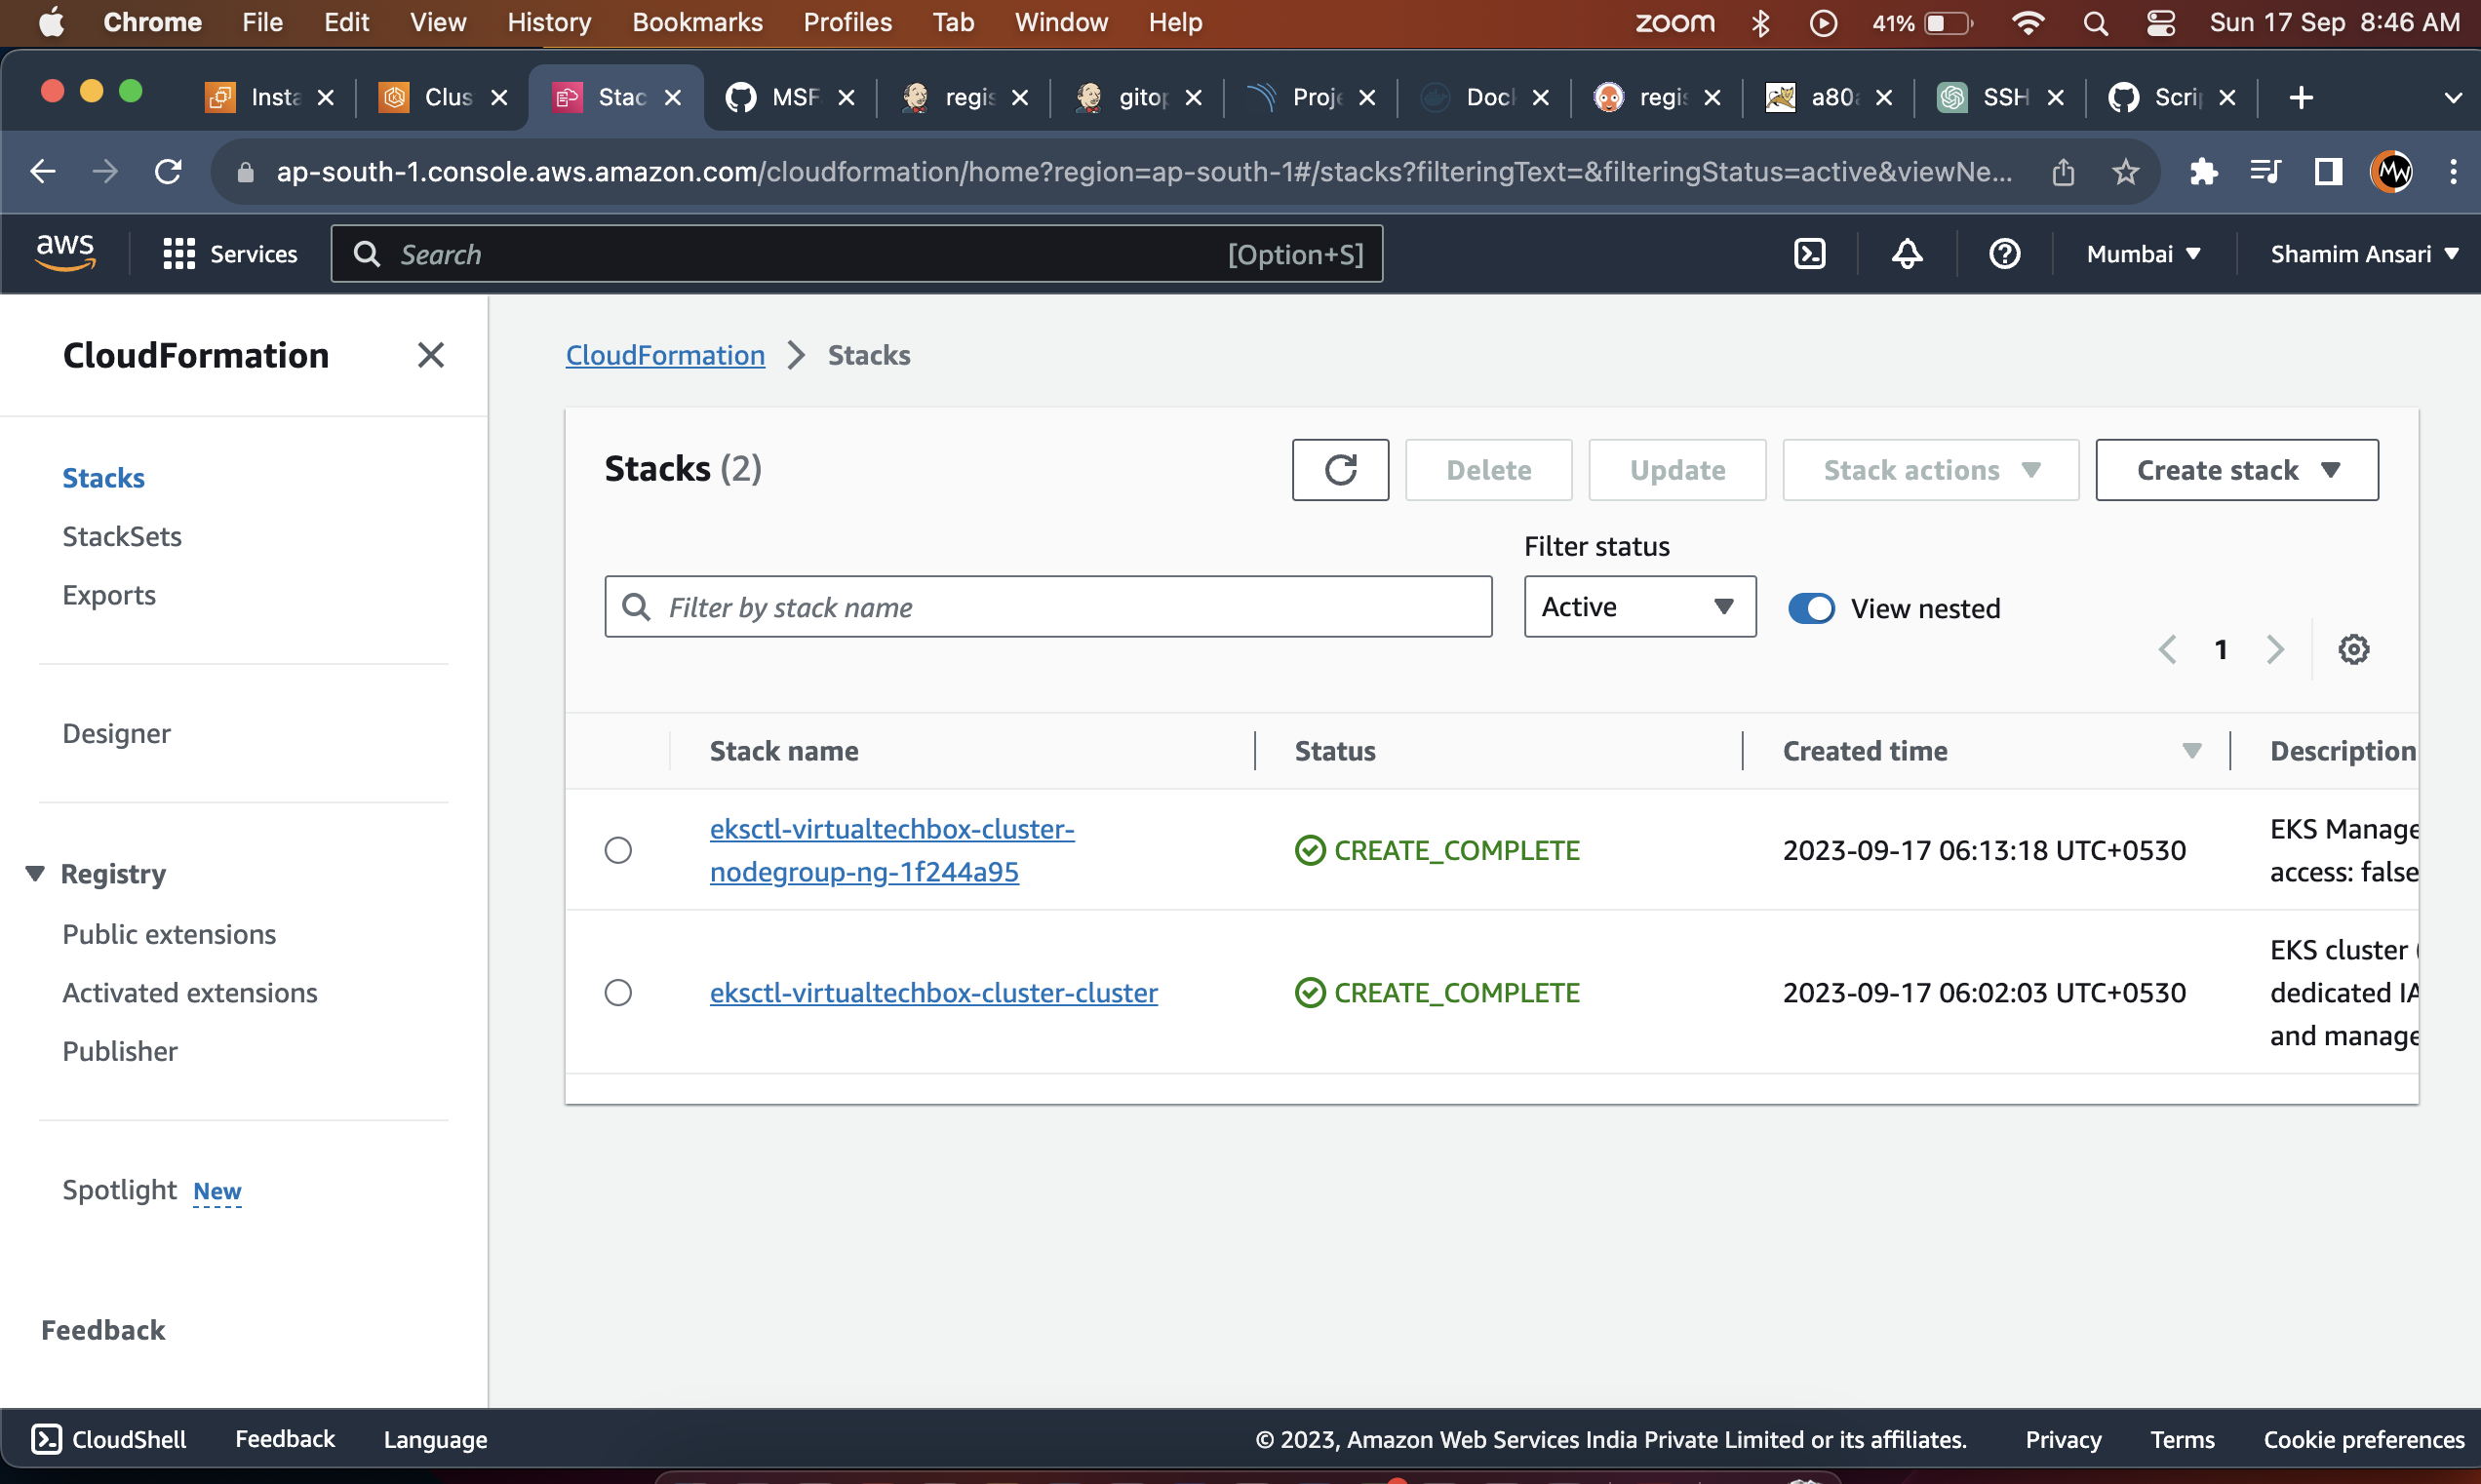 Chrome File Edit View History Bookmarks Profiles Tab Window Help zoom 41% Sun 17 Sep 8:46 AM
Insta Clus Stac MSF regis gitop Proje Dock regis a80a SSH Scrip
ap-south-1.console.aws.amazon.com/cloudformation/home?region=ap-south-1#/stacks?filteringText=&filteringStatus=active&viewNe...
aws Services Search [Option+S] Mumbai Shamim Ansari
CloudFormation
Stacks
StackSets
Exports
Designer
Registry
Public extensions
Activated extensions
Publisher
Spotlight New
Feedback
CloudFormation Stacks
Stacks (2) Delete Update Stack actions Create stack
Filter status
Filter by stack name Active View nested
1
Stack name Status Created time Description
eksctl-virtualtechbox-cluster-
nodegroup-ng-1f244a95
CREATE_COMPLETE 2023-09-17 06:13:18 UTC+0530
EKS Manage
access: false
eksctl-virtualtechbox-cluster-cluster CREATE_COMPLETE 2023-09-17 06:02:03 UTC+0530
EKS cluster (
dedicated IA
and manage
CloudShell Feedback Language © 2023, Amazon Web Services India Private Limited or its affiliates. Privacy Terms Cookie preferences